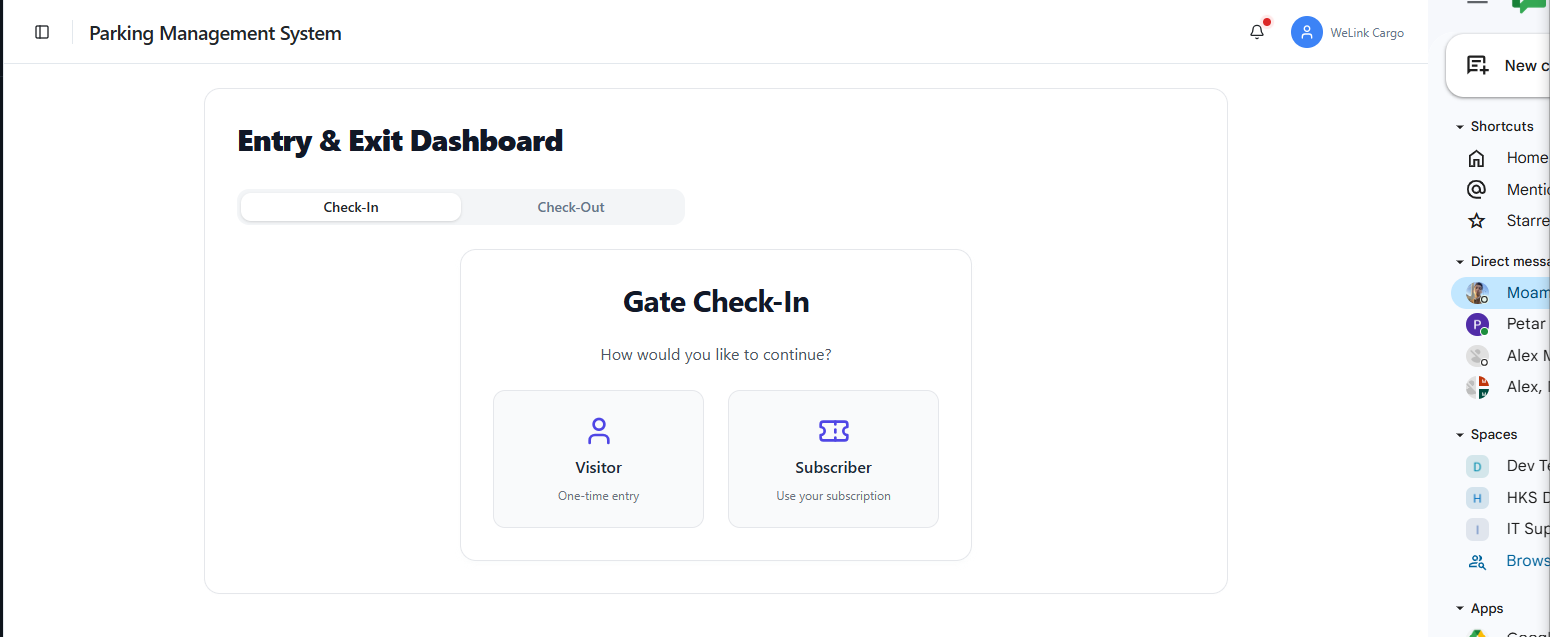 Parking Management System
WeLink Cargo
Entry & Exit Dashboard
Check-In
Check-Out
Gate Check-In
How would you like to continue?
Visitor
One-time entry
Subscriber
Use your subscription
New c
Shortcuts
Home
Mentio
Starre
Direct messa
Moam
P Petar
Alex M
Alex,
Spaces
D Dev Te
H HKS D
I IT Sup
Brows
Apps